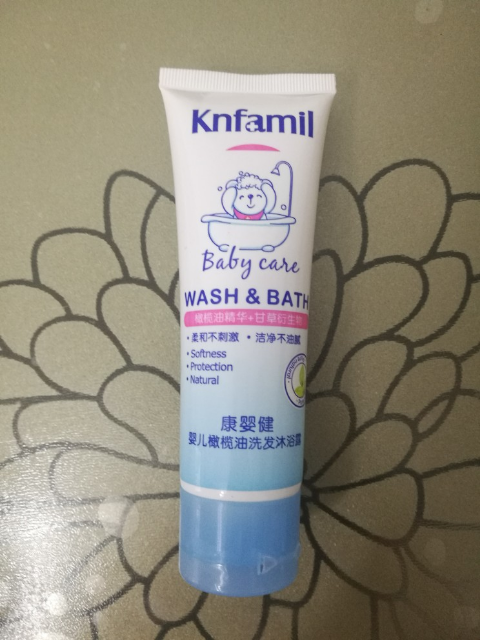 Knfamil
Baby care
WASH & BATH
橄榄油精华+甘草衍生物
•柔和不刺激 •洁净不油腻
•Softness
•Protection
•Natural
康婴健
婴儿橄榄油洗发沐浴露